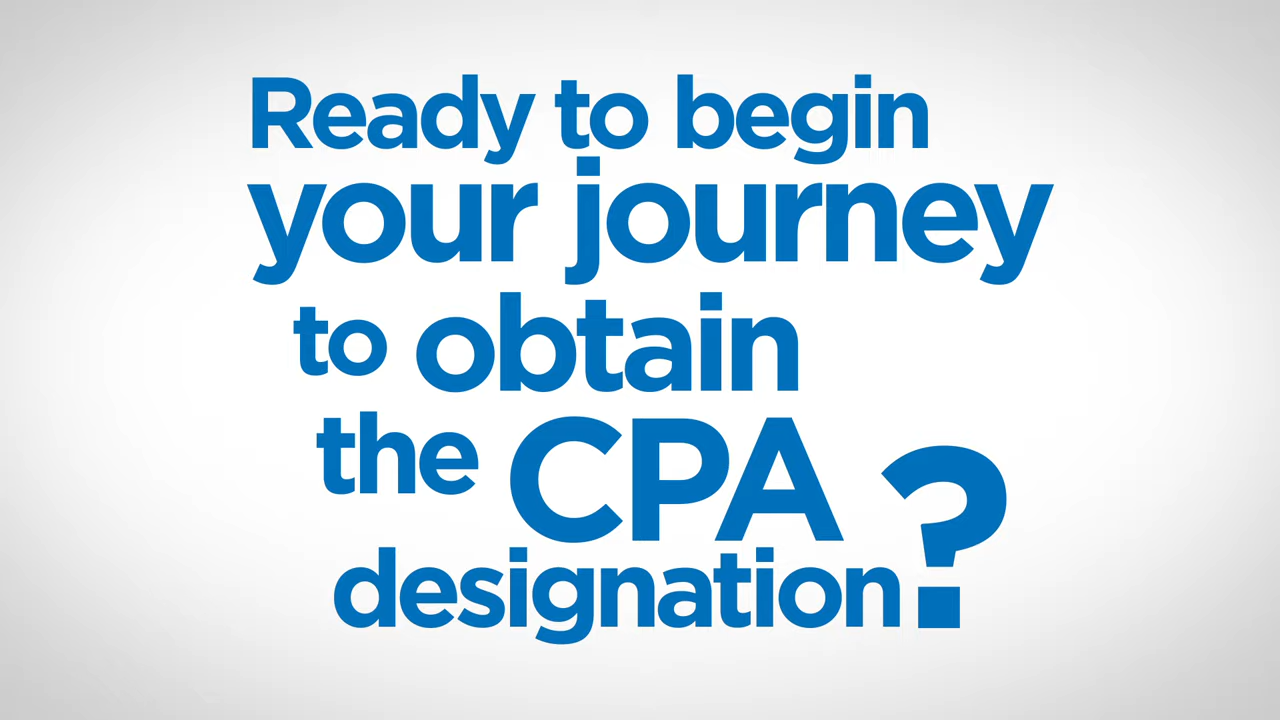 Ready to begin
your journey
to obtain
the CPA
designation?